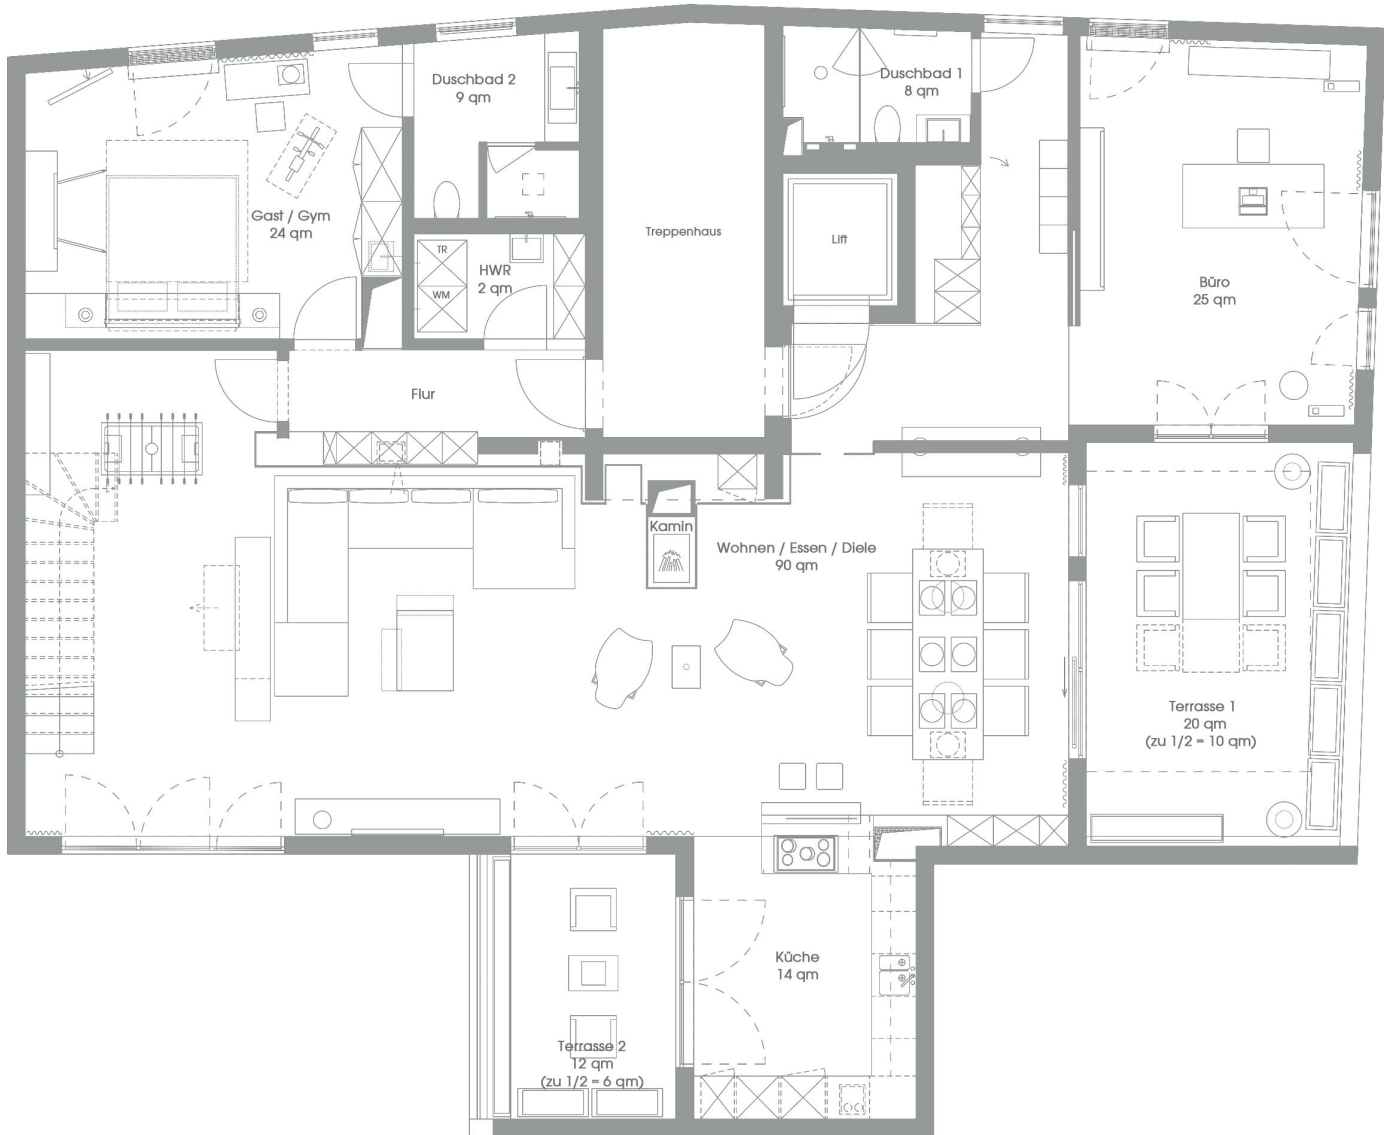 Duschbad 2
9 qm
Duschbad 1
8 qm
Gast / Gym
24 qm
Treppenhaus
Lift
TR
HWR
2 qm
WM
Büro
25 qm
Flur
Kamin
Wohnen / Essen / Diele
90 qm
Terrasse 1
20 qm
(zu 1/2 = 10 qm)
Küche
14 qm
Terrasse 2
12 qm
(zu 1/2 = 6 qm)